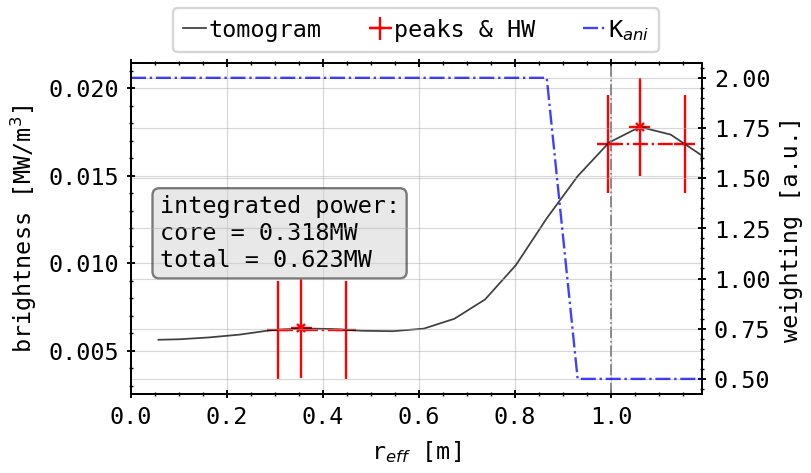 tomogram peaks & HW K_ani
brightness [MW/m³]
0.020
0.015
0.010
0.005
integrated power:
core = 0.318MW
total = 0.623MW
2.00
1.75
1.50
1.25
1.00
0.75
0.50
weighting [a.u.]
0.0 0.2 0.4 0.6 0.8 1.0
r_eff [m]